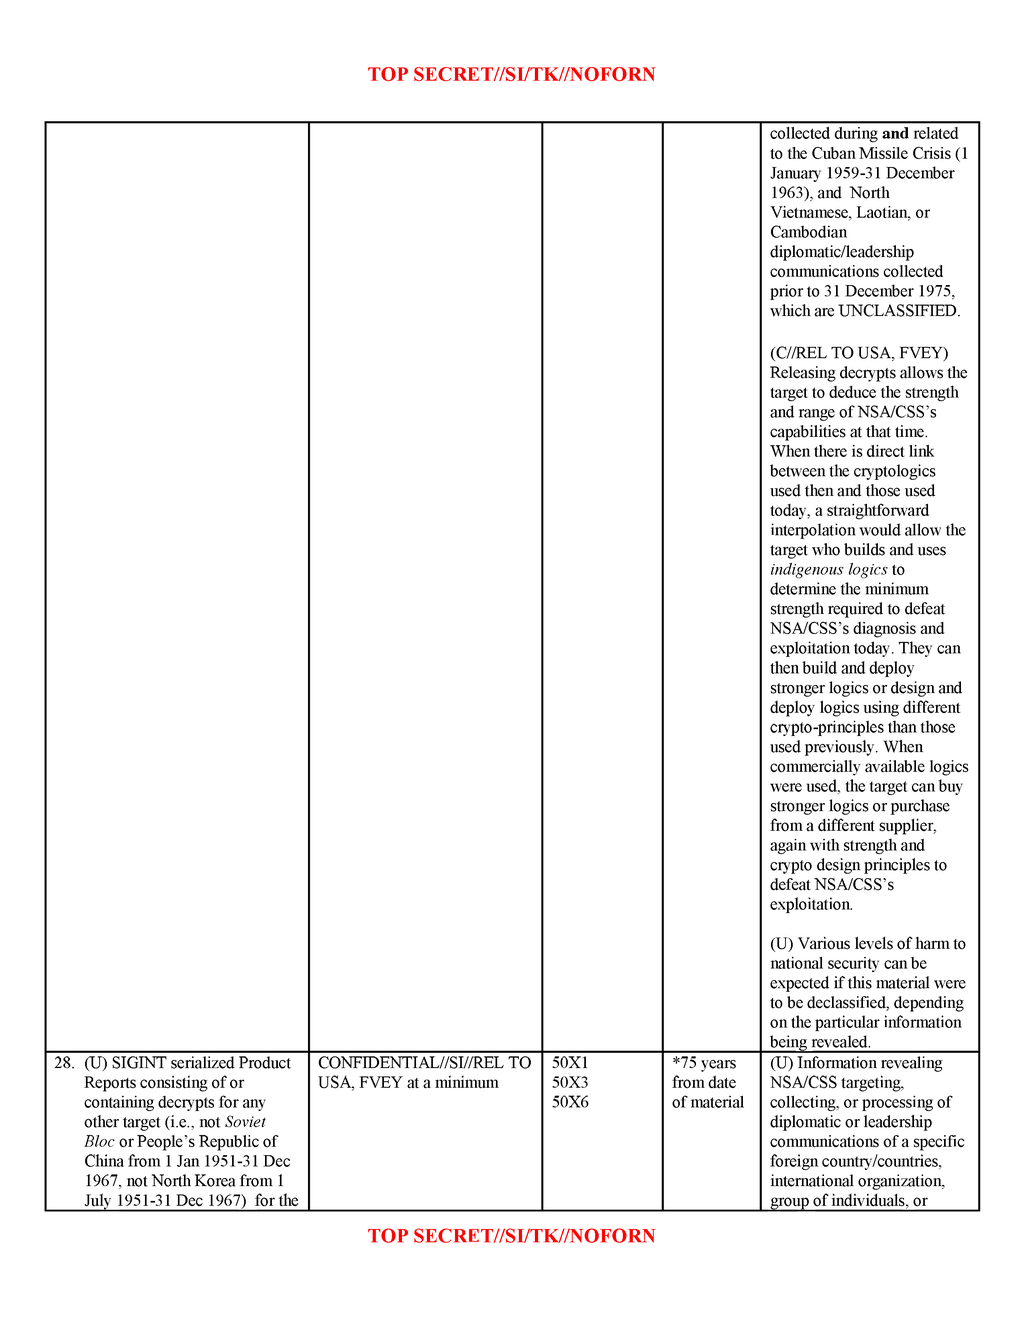 TOP SECRET//SI/TK//NOFORN
collected during and related
to the Cuban Missile Crisis (1
January 1959-31 December
1963), and  North
Vietnamese, Laotian, or
Cambodian
diplomatic/leadership
communications collected
prior to 31 December 1975,
which are UNCLASSIFIED.
(C//REL TO USA, FVEY)
Releasing decrypts allows the
target to deduce the strength
and range of NSA/CSS’s
capabilities at that time.
When there is direct link
between the cryptologics
used then and those used
today, a straightforward
interpolation would allow the
target who builds and uses
indigenous logics to
determine the minimum
strength required to defeat
NSA/CSS’s diagnosis and
exploitation today. They can
then build and deploy
stronger logics or design and
deploy logics using different
crypto-principles than those
used previously. When
commercially available logics
were used, the target can buy
stronger logics or purchase
from a different supplier,
again with strength and
crypto design principles to
defeat NSA/CSS’s
exploitation.
(U) Various levels of harm to
national security can be
expected if this material were
to be declassified, depending
on the particular information
being revealed.
28. (U) SIGINT serialized Product
Reports consisting of or
containing decrypts for any
other target (i.e., not Soviet
Bloc or People’s Republic of
China from 1 Jan 1951-31 Dec
1967, not North Korea from 1
July 1951-31 Dec 1967)  for the
CONFIDENTIAL//SI//REL TO
USA, FVEY at a minimum
50X1
50X3
50X6
*75 years
from date
of material
(U) Information revealing
NSA/CSS targeting,
collecting, or processing of
diplomatic or leadership
communications of a specific
foreign country/countries,
international organization,
group of individuals, or
TOP SECRET//SI/TK//NOFORN